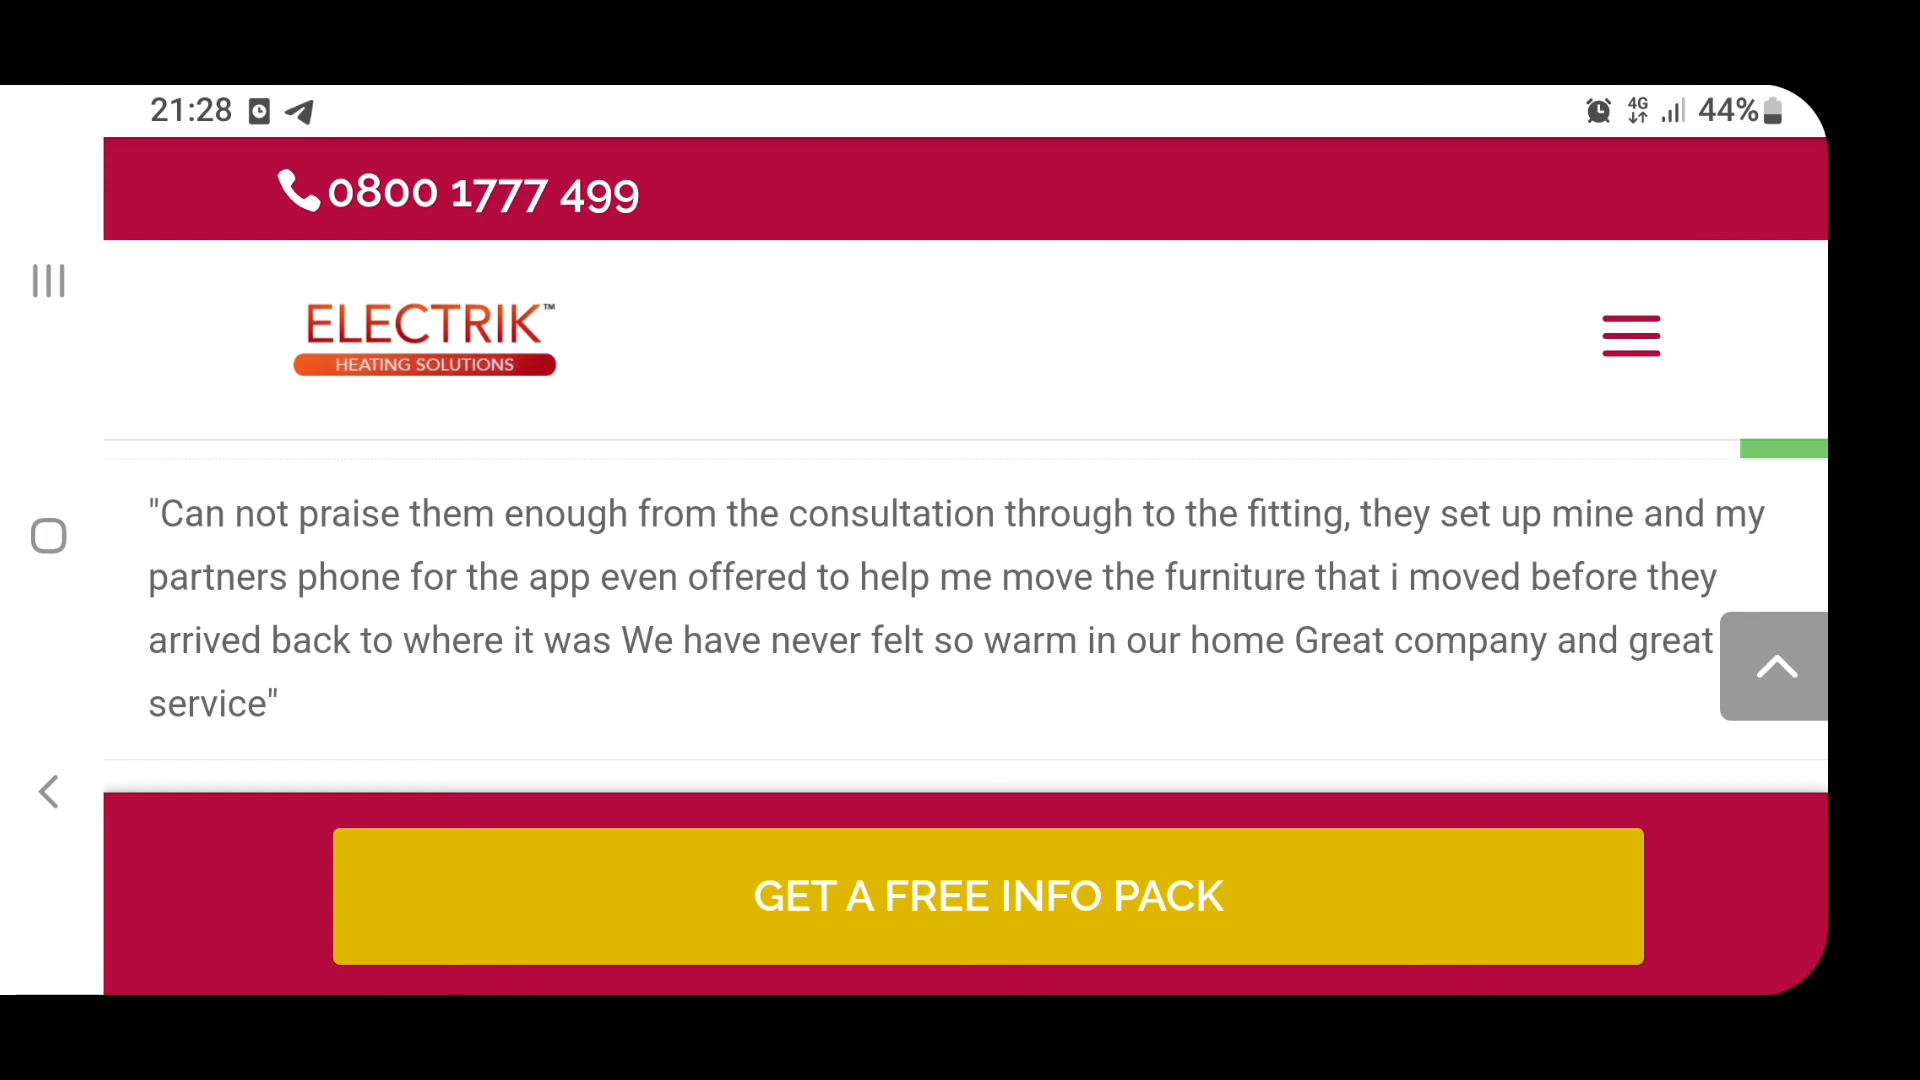 21:28
4G 44%
0800 1777 499
ELECTRIK™
HEATING SOLUTIONS
"Can not praise them enough from the consultation through to the fitting, they set up mine and my
partners phone for the app even offered to help me move the furniture that i moved before they
arrived back to where it was We have never felt so warm in our home Great company and great
service"
GET A FREE INFO PACK